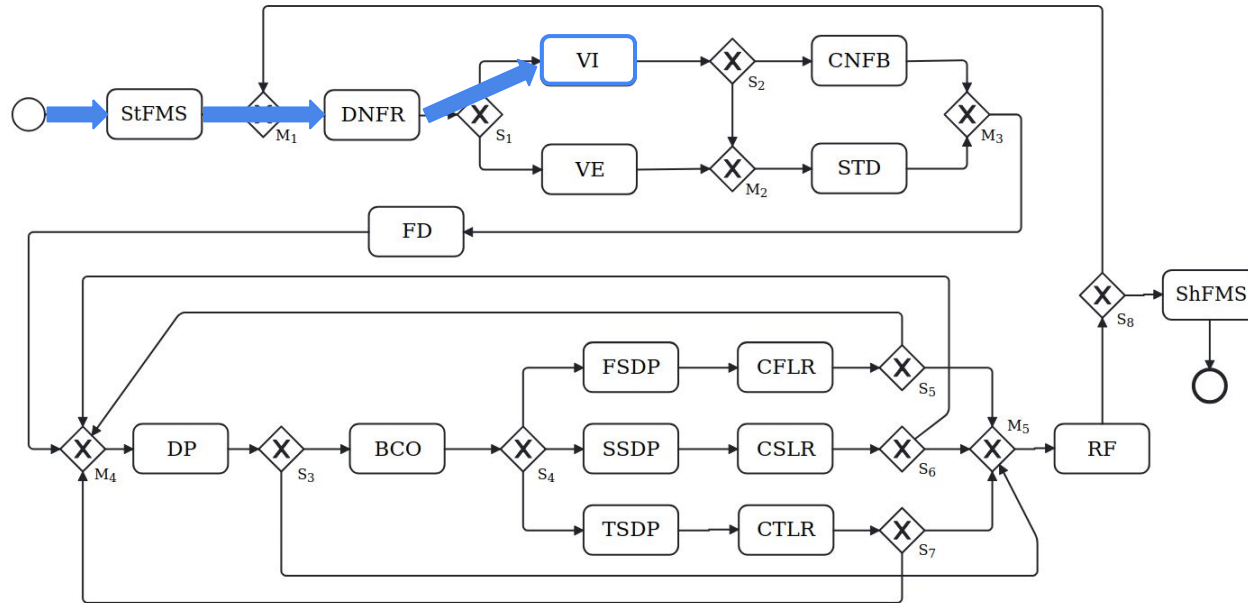 VI
CNFB
S2
StFMS
DNFR
M1
S1
M3
VE
STD
M2
FD
ShFMS
S8
FSDP
CFLR
S5
M5
DP
BCO
SSDP
CSLR
RF
M4
S3
S4
S6
TSDP
CTLR
S7